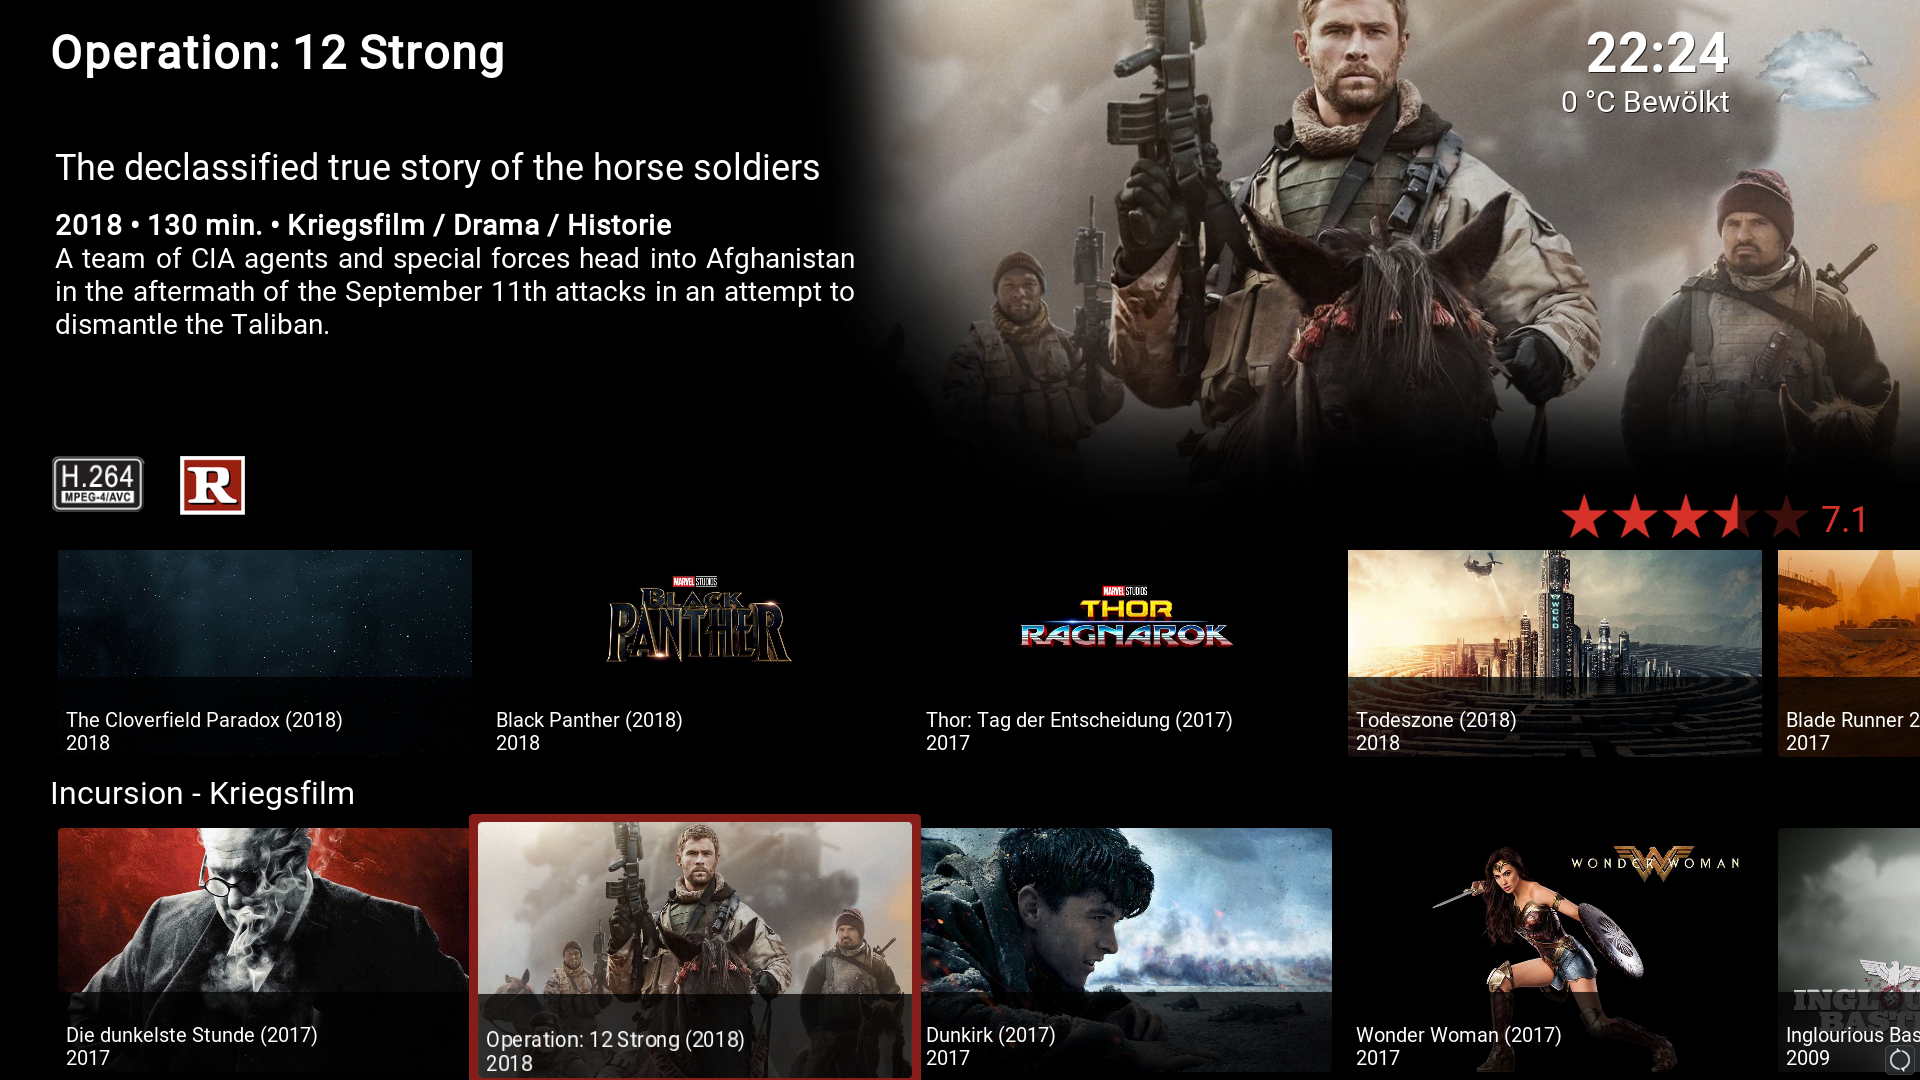 Operation: 12 Strong
22:24
0 °C Bewölkt
The declassified true story of the horse soldiers
2018 • 130 min. • Kriegsfilm / Drama / Historie
A team of CIA agents and special forces head into Afghanistan
in the aftermath of the September 11th attacks in an attempt to
dismantle the Taliban.
H.264
MPEG-4/AVC
R
7.1
MARVEL STUDIOS
BLACK
PANTHER
MARVEL STUDIOS
THOR
RAGNAROK
WCKD
The Cloverfield Paradox (2018)
2018
Black Panther (2018)
2018
Thor: Tag der Entscheidung (2017)
2017
Todeszone (2018)
2018
Blade Runner 2
2017
Incursion - Kriegsfilm
WONDER WOMAN
INGLOU
BAST
Die dunkelste Stunde (2017)
2017
Operation: 12 Strong (2018)
2018
Dunkirk (2017)
2017
Wonder Woman (2017)
2017
Inglourious Bas
2009